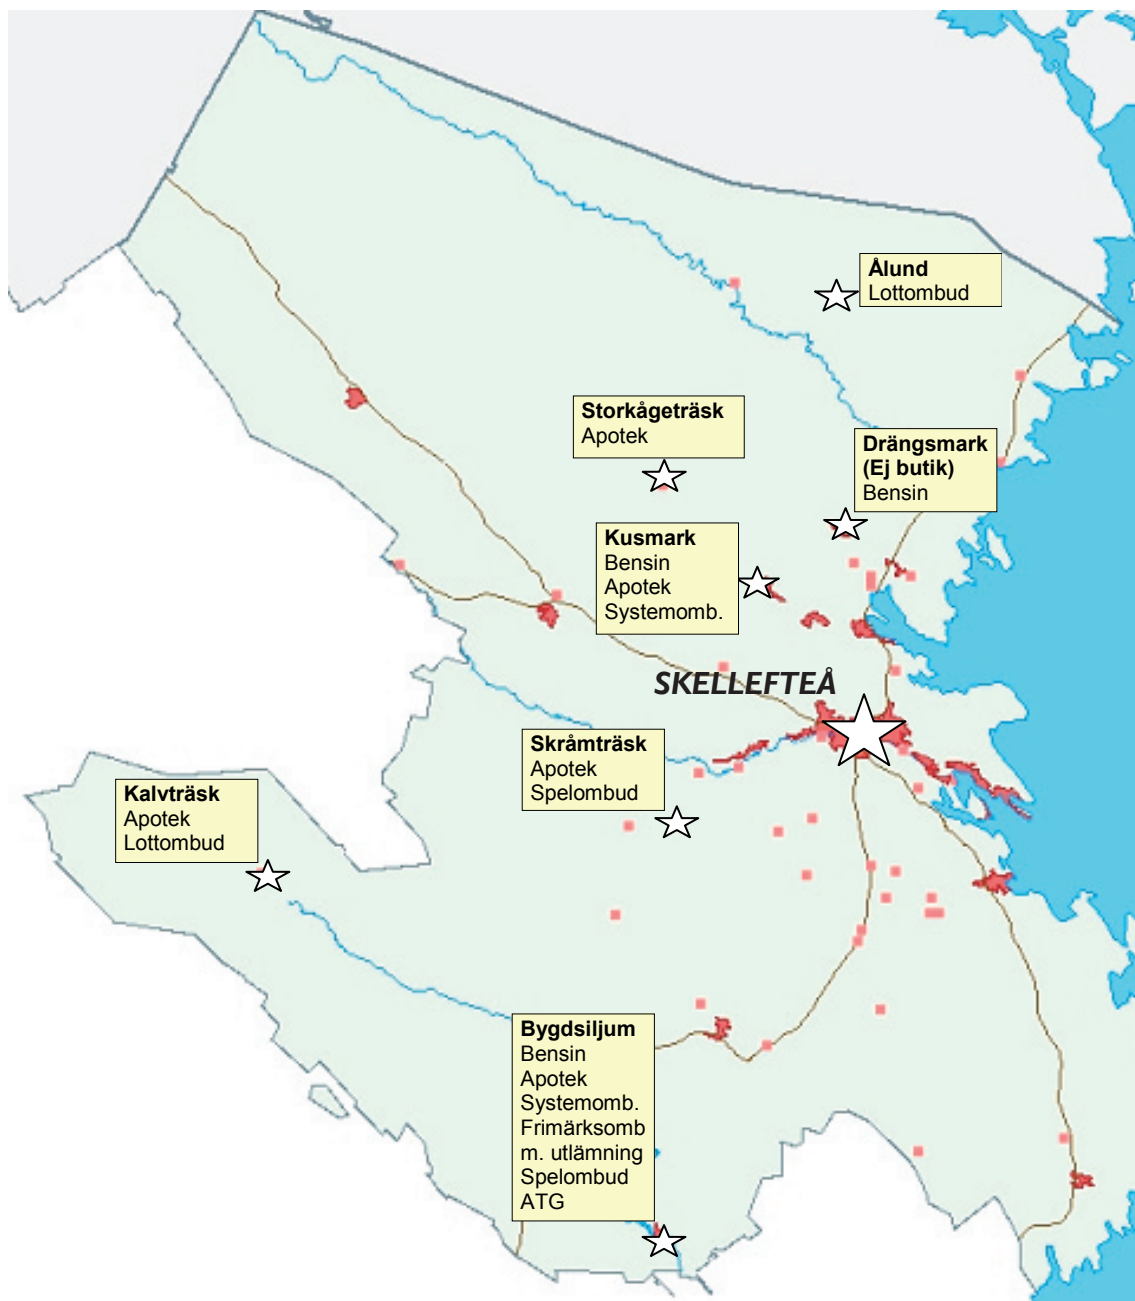 Ålund
Lottombud
Storkågeträsk
Apotek
Drängsmark
(Ej butik)
Bensin
Kusmark
Bensin
Apotek
Systemomb.
SKELLEFTEÅ
Skråmträsk
Apotek
Spelombud
Kalvträsk
Apotek
Lottombud
Bygdsiljum
Bensin
Apotek
Systemomb.
Frimärksomb
m. utlämning
Spelombud
ATG